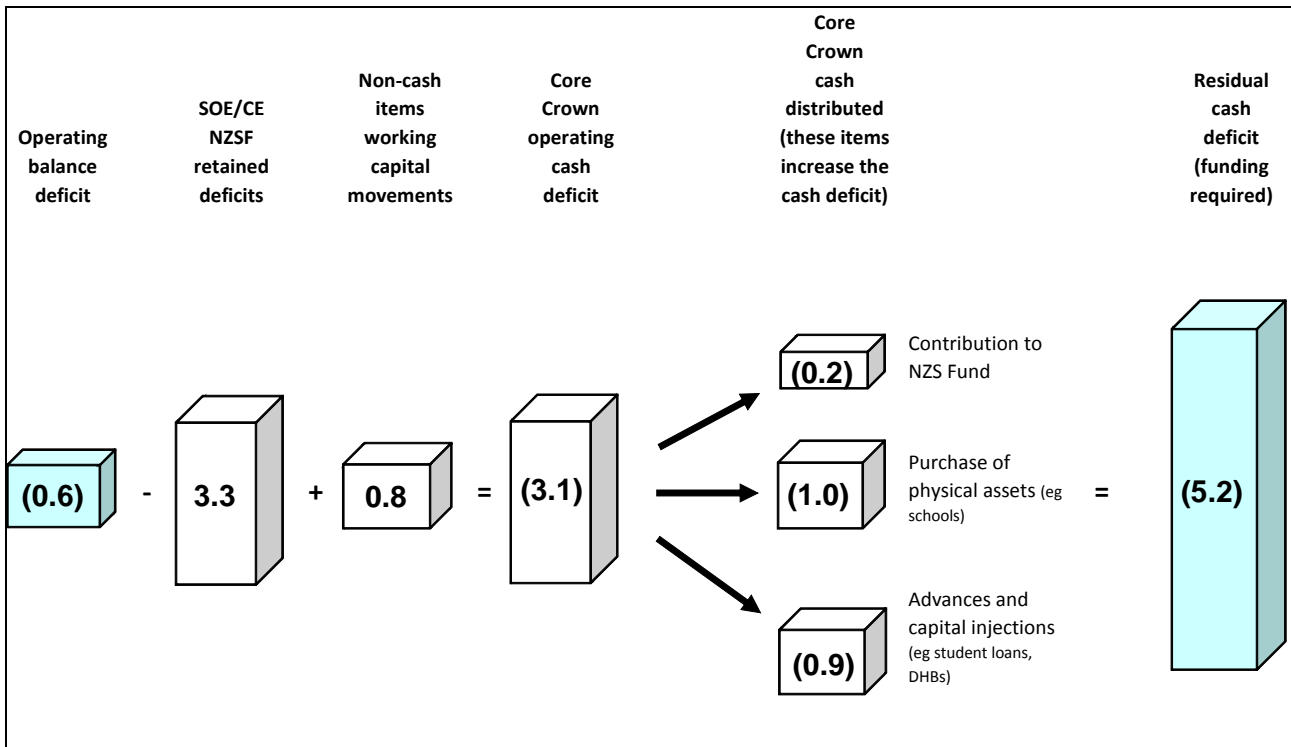 Operating
balance
deficit
SOE/CE
NZSF
retained
deficits
Non-cash
items
working
capital
movements
Core
Crown
operating
cash
deficit
Core
Crown
cash
distributed
(these items
increase the
cash deficit)
Residual
cash
deficit
(funding
required)
(0.6)
-
3.3
+
0.8
=
(3.1)
(0.2)
Contribution to
NZS Fund
(1.0)
Purchase of
physical assets (eg
schools)
(0.9)
Advances and
capital injections
(eg student loans,
DHBs)
=
(5.2)